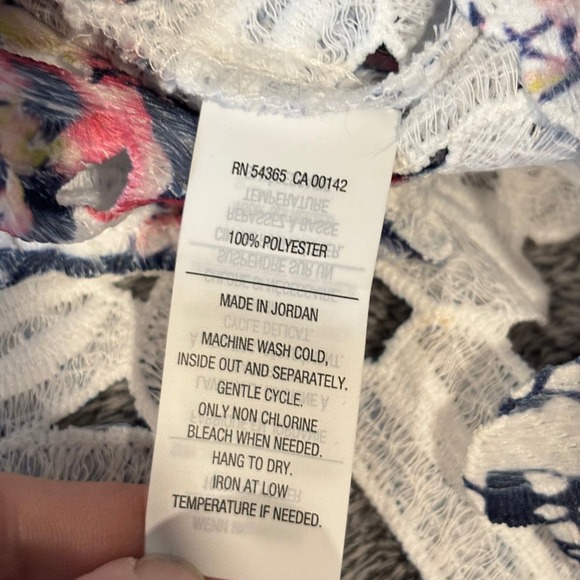 RN 54365 CA 00142
100% POLYESTER
MADE IN JORDAN
MACHINE WASH COLD,
INSIDE OUT AND SEPARATELY.
GENTLE CYCLE.
ONLY NON CHLORINE
BLEACH WHEN NEEDED.
HANG TO DRY.
IRON AT LOW
TEMPERATURE IF NEEDED.